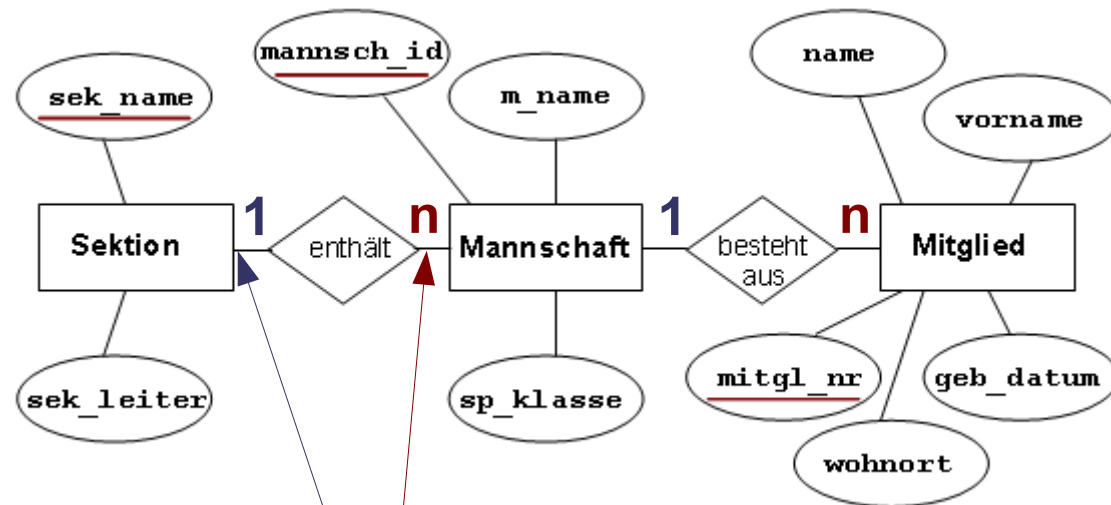 mannsch_id
name
sek_name
m_name
vorname
1
n
1
n
Sektion
enthält
Mannschaft
besteht
aus
Mitglied
mitgl_nr
geb_datum
sek_leiter
sp_klasse
wohnort